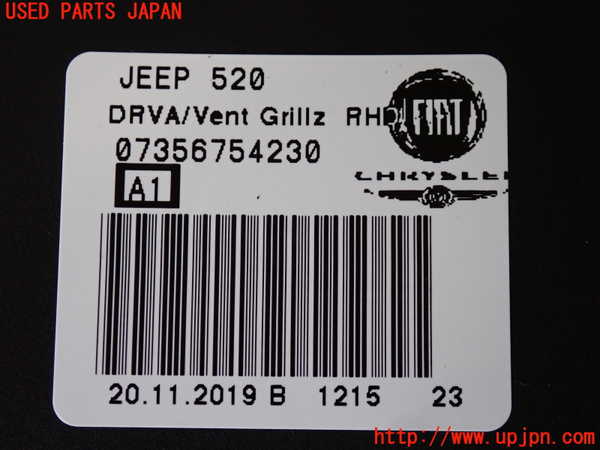 USED PARTS JAPAN
JEEP 520
DRVA/Vent Grillz RHD
FIAT
07356754230
CHRYSLER
A1
20.11.2019 B 1215 23
http://www.upjpn.com/